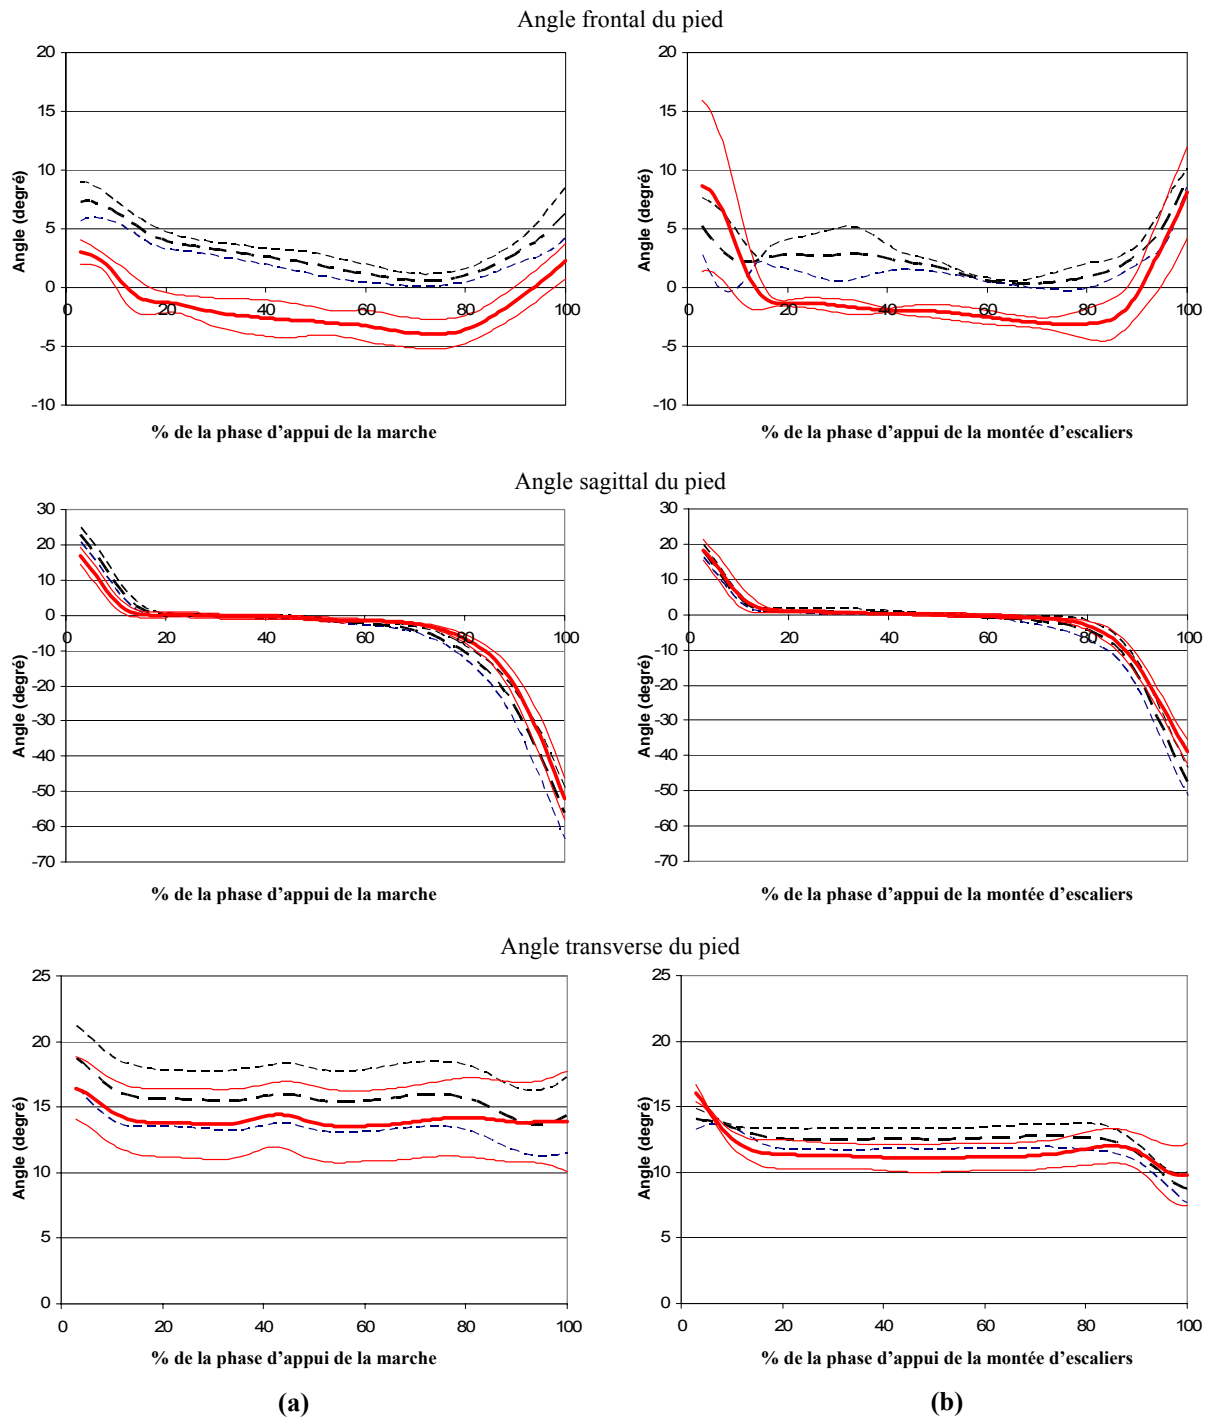 Angle frontal du pied
20
15
10
5
0
-5
-10
20 40 60 80 100
Angle (degré)
% de la phase d'appui de la marche
20
15
10
5
0
-5
-10
0 20 40 60 80 100
Angle (degré)
% de la phase d'appui de la montée d'escaliers
Angle sagittal du pied
30
20
10
0
-10
-20
-30
-40
-50
-60
-70
0 20 40 60 80 100
Angle (degré)
% de la phase d'appui de la marche
30
20
10
0
-10
-20
-30
-40
-50
-60
-70
0 20 40 60 80 100
Angle (degré)
% de la phase d'appui de la montée d'escaliers
Angle transverse du pied
25
20
15
10
5
0
0 20 40 60 80 100
Angle (degré)
% de la phase d'appui de la marche
25
20
15
10
5
0
0 20 40 60 80 100
Angle (degré)
% de la phase d'appui de la montée d'escaliers
(a)
(b)